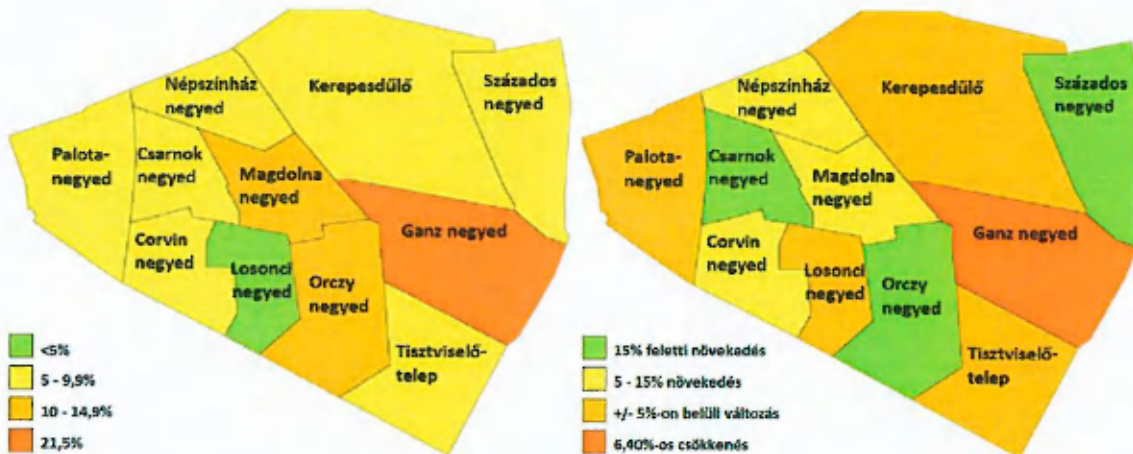 Népszínház
negyed
Kerepesdűlő
Százados
negyed
Palota-
negyed
Csarnok
negyed
Magdolna
negyed
Ganz negyed
Corvin
negyed
Losonci
negyed
Orczy
negyed
Tisztviselő-
telep
<5%
5 - 9,9%
10 - 14,9%
21,5%
Népszínház
negyed
Kerepesdűlő
Százados
negyed
Palota-
negyed
Csarnok
negyed
Magdolna
negyed
Ganz negyed
Corvin
negyed
Losonci
negyed
Orczy
negyed
Tisztviselő-
telep
15% feletti növekedés
5 - 15% növekedés
+/- 5%-on belüli változás
6,40%-os csökkenés